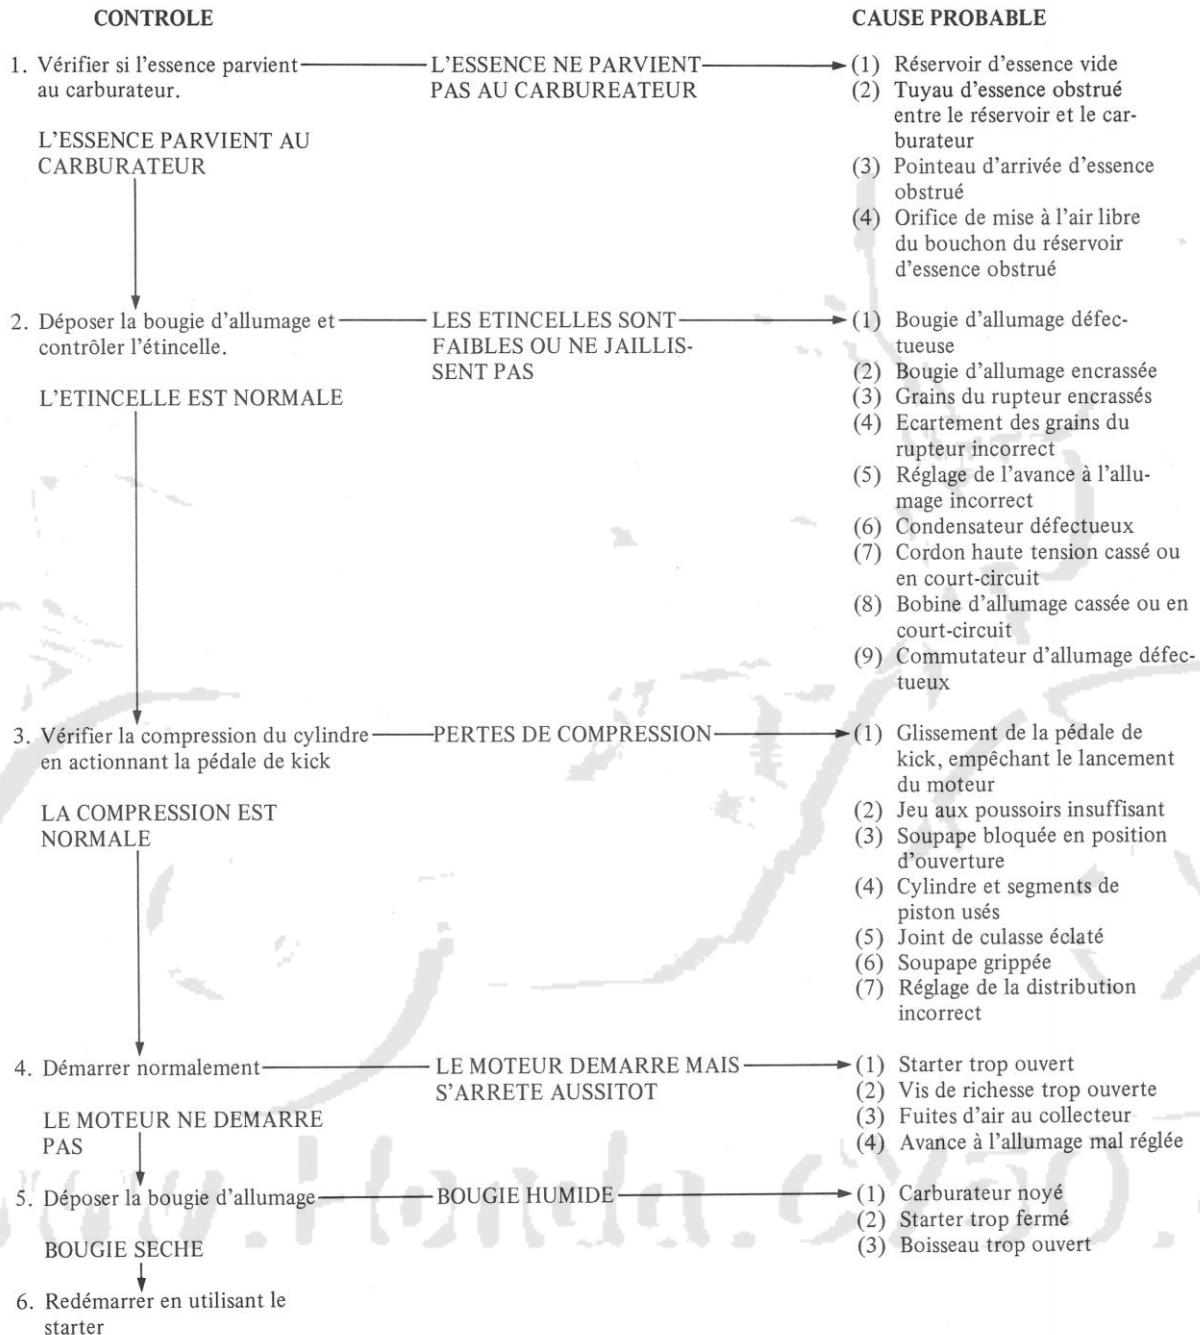 CONTROLE
CAUSE PROBABLE
1. Vérifier si l'essence parvient
au carburateur.
L'ESSENCE NE PARVIENT
PAS AU CARBUREATEUR
(1) Réservoir d'essence vide
(2) Tuyau d'essence obstrué
entre le réservoir et le car-
burateur
(3) Pointeau d'arrivée d'essence
obstrué
(4) Orifice de mise à l'air libre
du bouchon du réservoir
d'essence obstrué
L'ESSENCE PARVIENT AU
CARBURATEUR
2. Déposer la bougie d'allumage et
contrôler l'étincelle.
LES ETINCELLES SONT
FAIBLES OU NE JAILLIS-
SENT PAS
(1) Bougie d'allumage défec-
tueuse
(2) Bougie d'allumage encrassée
(3) Grains du rupteur encrassés
(4) Ecartement des grains du
rupteur incorrect
(5) Réglage de l'avance à l'allu-
mage incorrect
(6) Condensateur défectueux
(7) Cordon haute tension cassé ou
en court-circuit
(8) Bobine d'allumage cassée ou en
court-circuit
(9) Commutateur d'allumage défec-
tueux
L'ETINCELLE EST NORMALE
3. Vérifier la compression du cylindre
en actionnant la pédale de kick
PERTES DE COMPRESSION
(1) Glissement de la pédale de
kick, empêchant le lancement
du moteur
(2) Jeu aux poussoirs insuffisant
(3) Soupape bloquée en position
d'ouverture
(4) Cylindre et segments de
piston usés
(5) Joint de culasse éclaté
(6) Soupape grippée
(7) Réglage de la distribution
incorrect
LA COMPRESSION EST
NORMALE
4. Démarrer normalement
LE MOTEUR DEMARRE MAIS
S'ARRETE AUSSITOT
(1) Starter trop ouvert
(2) Vis de richesse trop ouverte
(3) Fuites d'air au collecteur
(4) Avance à l'allumage mal réglée
LE MOTEUR NE DEMARRE
PAS
5. Déposer la bougie d'allumage
BOUGIE HUMIDE
(1) Carburateur noyé
(2) Starter trop fermé
(3) Boisseau trop ouvert
BOUGIE SECHE
6. Redémarrer en utilisant le
starter
www.Honda.CY50.